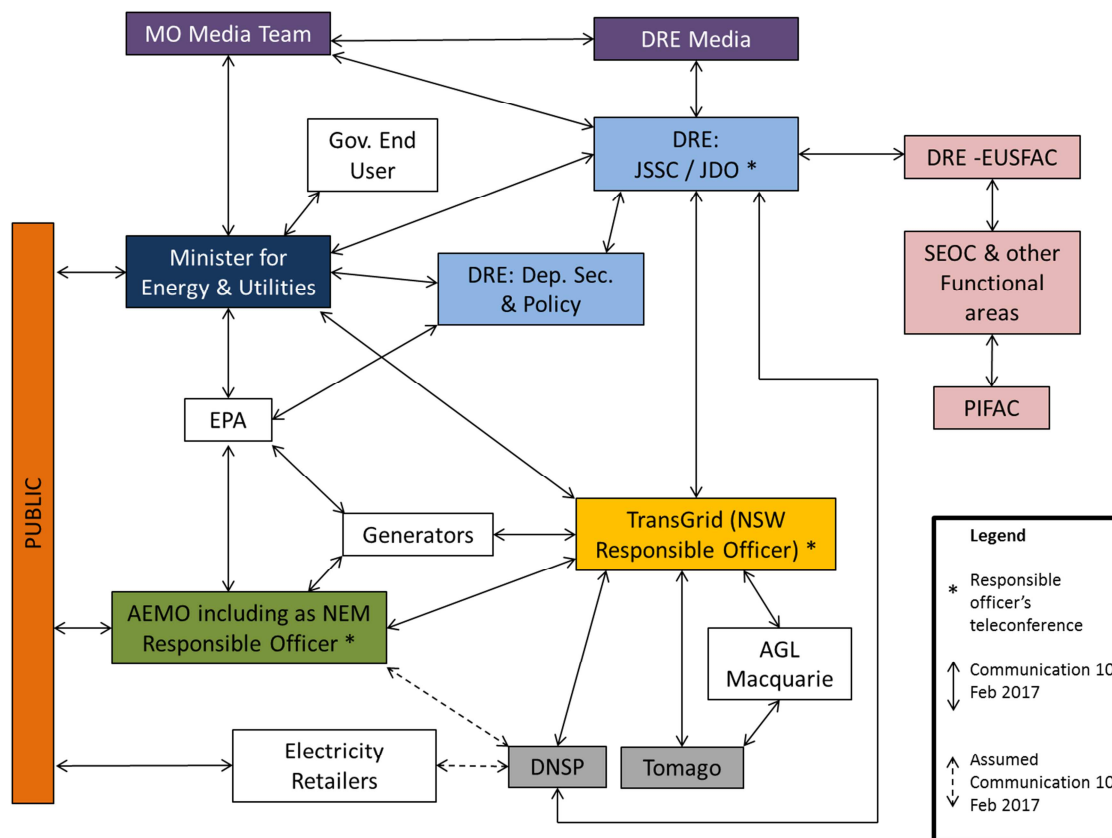 MO Media Team
DRE Media
Gov. End
User
DRE:
JSSC / JDO *
DRE -EUSFAC
Minister for
Energy & Utilities
DRE: Dep. Sec.
& Policy
SEOC & other
Functional
areas
PIFAC
EPA
PUBLIC
Generators
TransGrid (NSW
Responsible Officer) *
AEMO including as NEM
Responsible Officer *
AGL
Macquarie
Electricity
Retailers
DNSP
Tomago
Legend
* Responsible
officer's
teleconference
Communication 10
Feb 2017
Assumed
Communication 10
Feb 2017